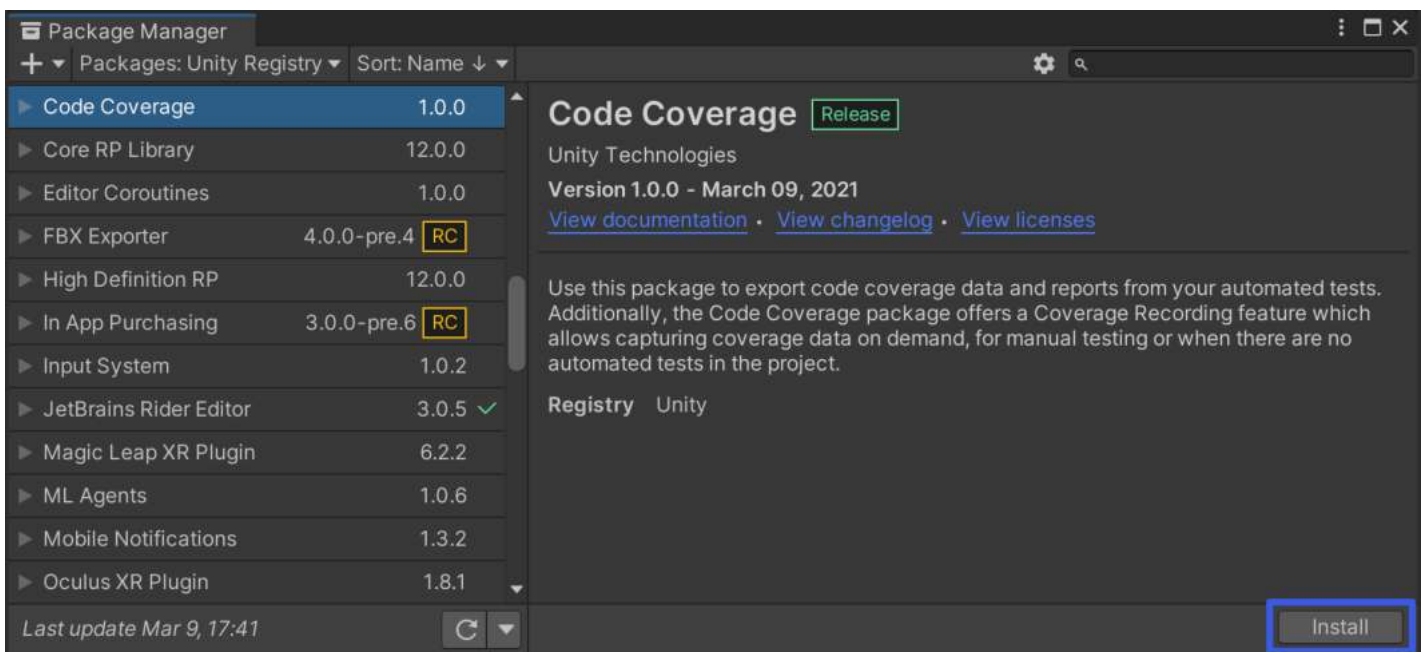 Package Manager
+ Packages: Unity Registry Sort: Name ↓
Code Coverage 1.0.0
Core RP Library 12.0.0
Editor Coroutines 1.0.0
FBX Exporter 4.0.0-pre.4 RC
High Definition RP 12.0.0
In App Purchasing 3.0.0-pre.6 RC
Input System 1.0.2
JetBrains Rider Editor 3.0.5 ✓
Magic Leap XR Plugin 6.2.2
ML Agents 1.0.6
Mobile Notifications 1.3.2
Oculus XR Plugin 1.8.1
Last update Mar 9, 17:41
Code Coverage Release
Unity Technologies
Version 1.0.0 - March 09, 2021
View documentation • View changelog • View licenses
Use this package to export code coverage data and reports from your automated tests.
Additionally, the Code Coverage package offers a Coverage Recording feature which
allows capturing coverage data on demand, for manual testing or when there are no
automated tests in the project.
Registry Unity
Install